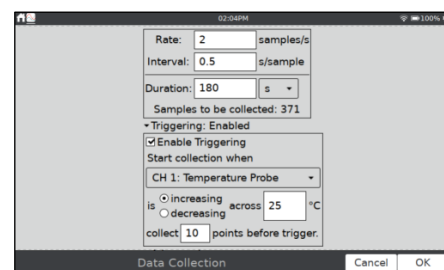 02:04PM
100%
Rate: 2 samples/s
Interval: 0.5 s/sample
Duration: 180 s
Samples to be collected: 371
Triggering: Enabled
Enable Triggering
Start collection when
CH 1: Temperature Probe
is increasing across 25 °C
decreasing
collect 10 points before trigger.
Data Collection Cancel OK